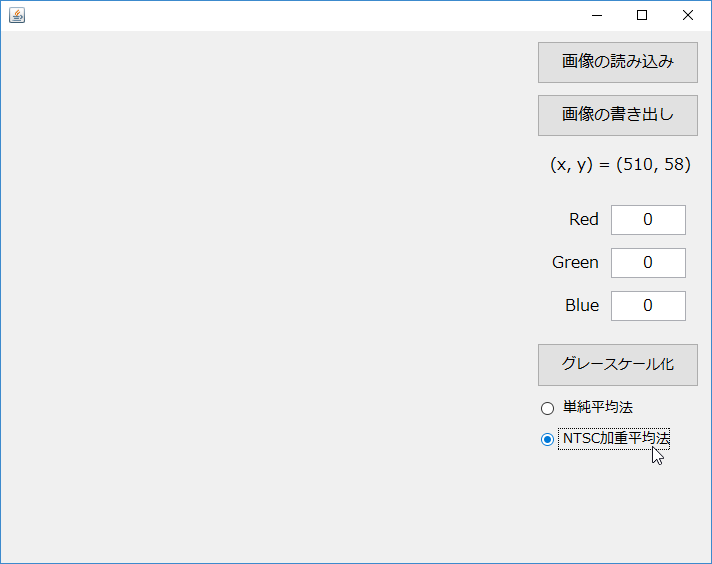 画像の読み込み
画像の書き出し
(x, y) = (510, 58)
Red 0
Green 0
Blue 0
グレースケール化
単純平均法
NTSC加重平均法